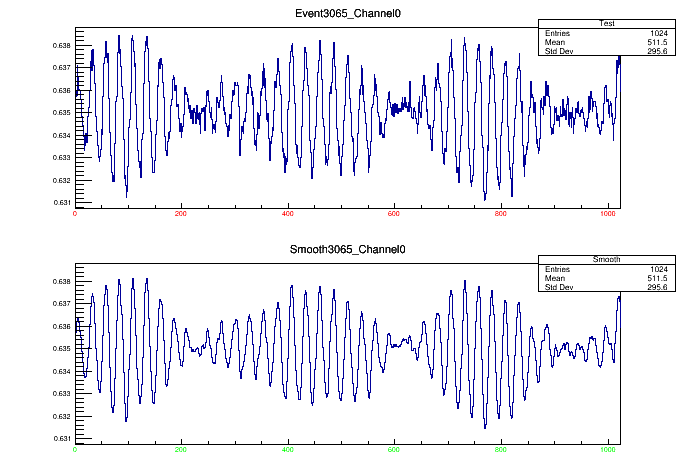 Event3065_Channel0
Test
Entries 1024
Mean 511.5
Std Dev 295.6
0.638
0.637
0.636
0.635
0.634
0.633
0.632
0.631
0 200 400 600 800 1000
Smooth3065_Channel0
Smooth
Entries 1024
Mean 511.5
Std Dev 295.6
0.638
0.637
0.636
0.635
0.634
0.633
0.632
0.631
0 200 400 600 800 1000